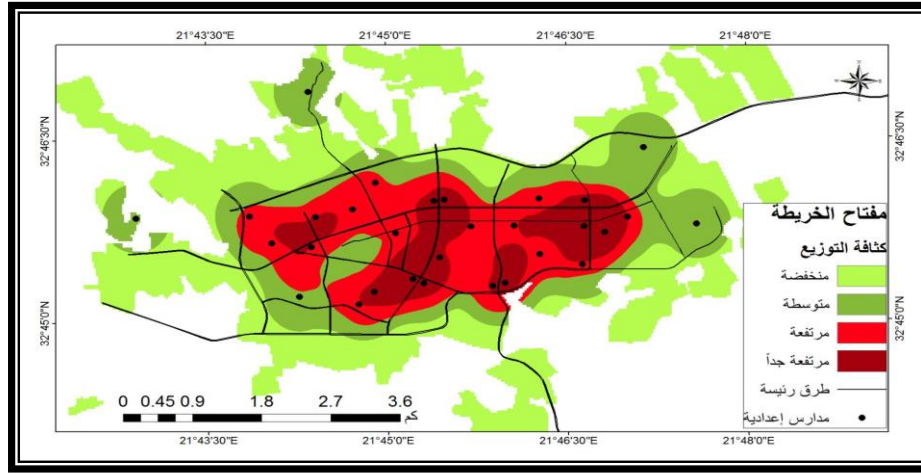 21°43'30"E 21°45'0"E 21°46'30"E 21°48'0"E
32°46'30"N 32°46'30"N
32°45'0"N 32°45'0"N
مفتاح الخريطة
كثافة التوزيع
منخفضة
متوسطة
مرتفعة
مرتفعة جداً
طرق رئيسة
مدارس إعدادية
0 0.45 0.9 1.8 2.7 3.6
كم
21°43'30"E 21°45'0"E 21°46'30"E 21°48'0"E